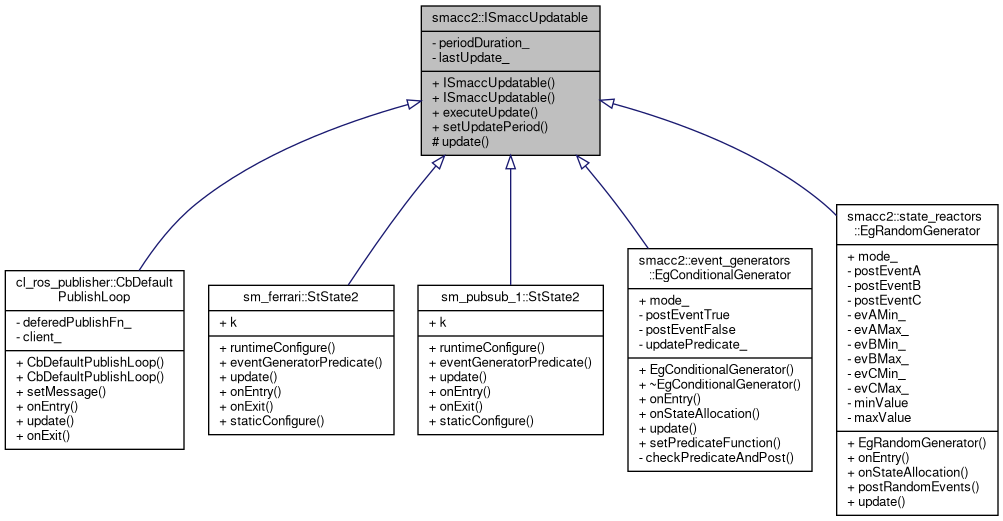 smacc2::ISmaccUpdatable
- periodDuration_
- lastUpdate_
+ ISmaccUpdatable()
+ ISmaccUpdatable()
+ executeUpdate()
+ setUpdatePeriod()
# update()
cl_ros_publisher::CbDefault
PublishLoop
- deferedPublishFn_
- client_
+ CbDefaultPublishLoop()
+ CbDefaultPublishLoop()
+ setMessage()
+ onEntry()
+ update()
+ onExit()
sm_ferrari::StState2
+ k
+ runtimeConfigure()
+ eventGeneratorPredicate()
+ update()
+ onEntry()
+ onExit()
+ staticConfigure()
sm_pubsub_1::StState2
+ k
+ runtimeConfigure()
+ eventGeneratorPredicate()
+ update()
+ onEntry()
+ onExit()
+ staticConfigure()
smacc2::event_generators
::EgConditionalGenerator
+ mode_
- postEventTrue
- postEventFalse
- updatePredicate_
+ EgConditionalGenerator()
+ ~EgConditionalGenerator()
+ onEntry()
+ onStateAllocation()
+ update()
+ setPredicateFunction()
- checkPredicateAndPost()
smacc2::state_reactors
::EgRandomGenerator
+ mode_
- postEventA
- postEventB
- postEventC
- evAMin_
- evAMax_
- evBMin_
- evBMax_
- evCMin_
- evCMax_
- minValue
- maxValue
+ EgRandomGenerator()
+ onEntry()
+ onStateAllocation()
+ postRandomEvents()
+ update()